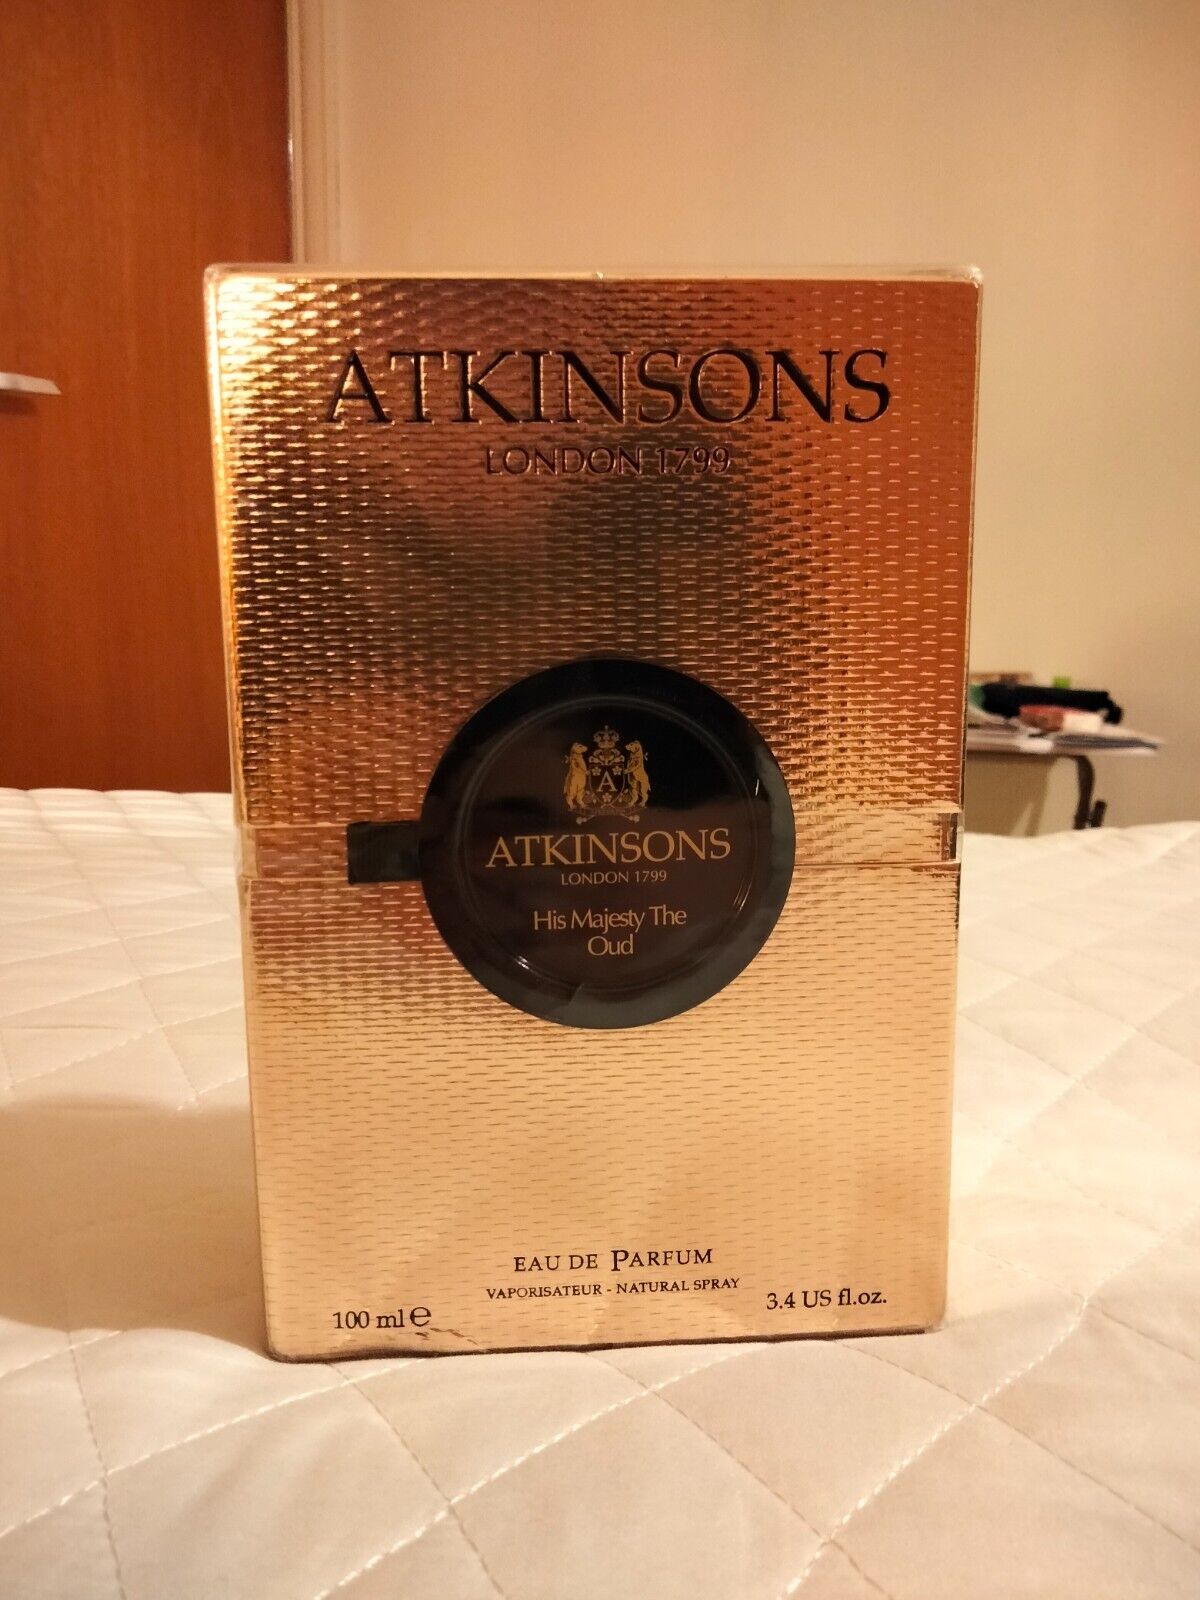 ATKINSONS
LONDON 1799
A
ATKINSONS
LONDON 1799
His Majesty The
Oud
EAU DE PARFUM
VAPORISATEUR - NATURAL SPRAY
100 ml ℮
3.4 US fl.oz.